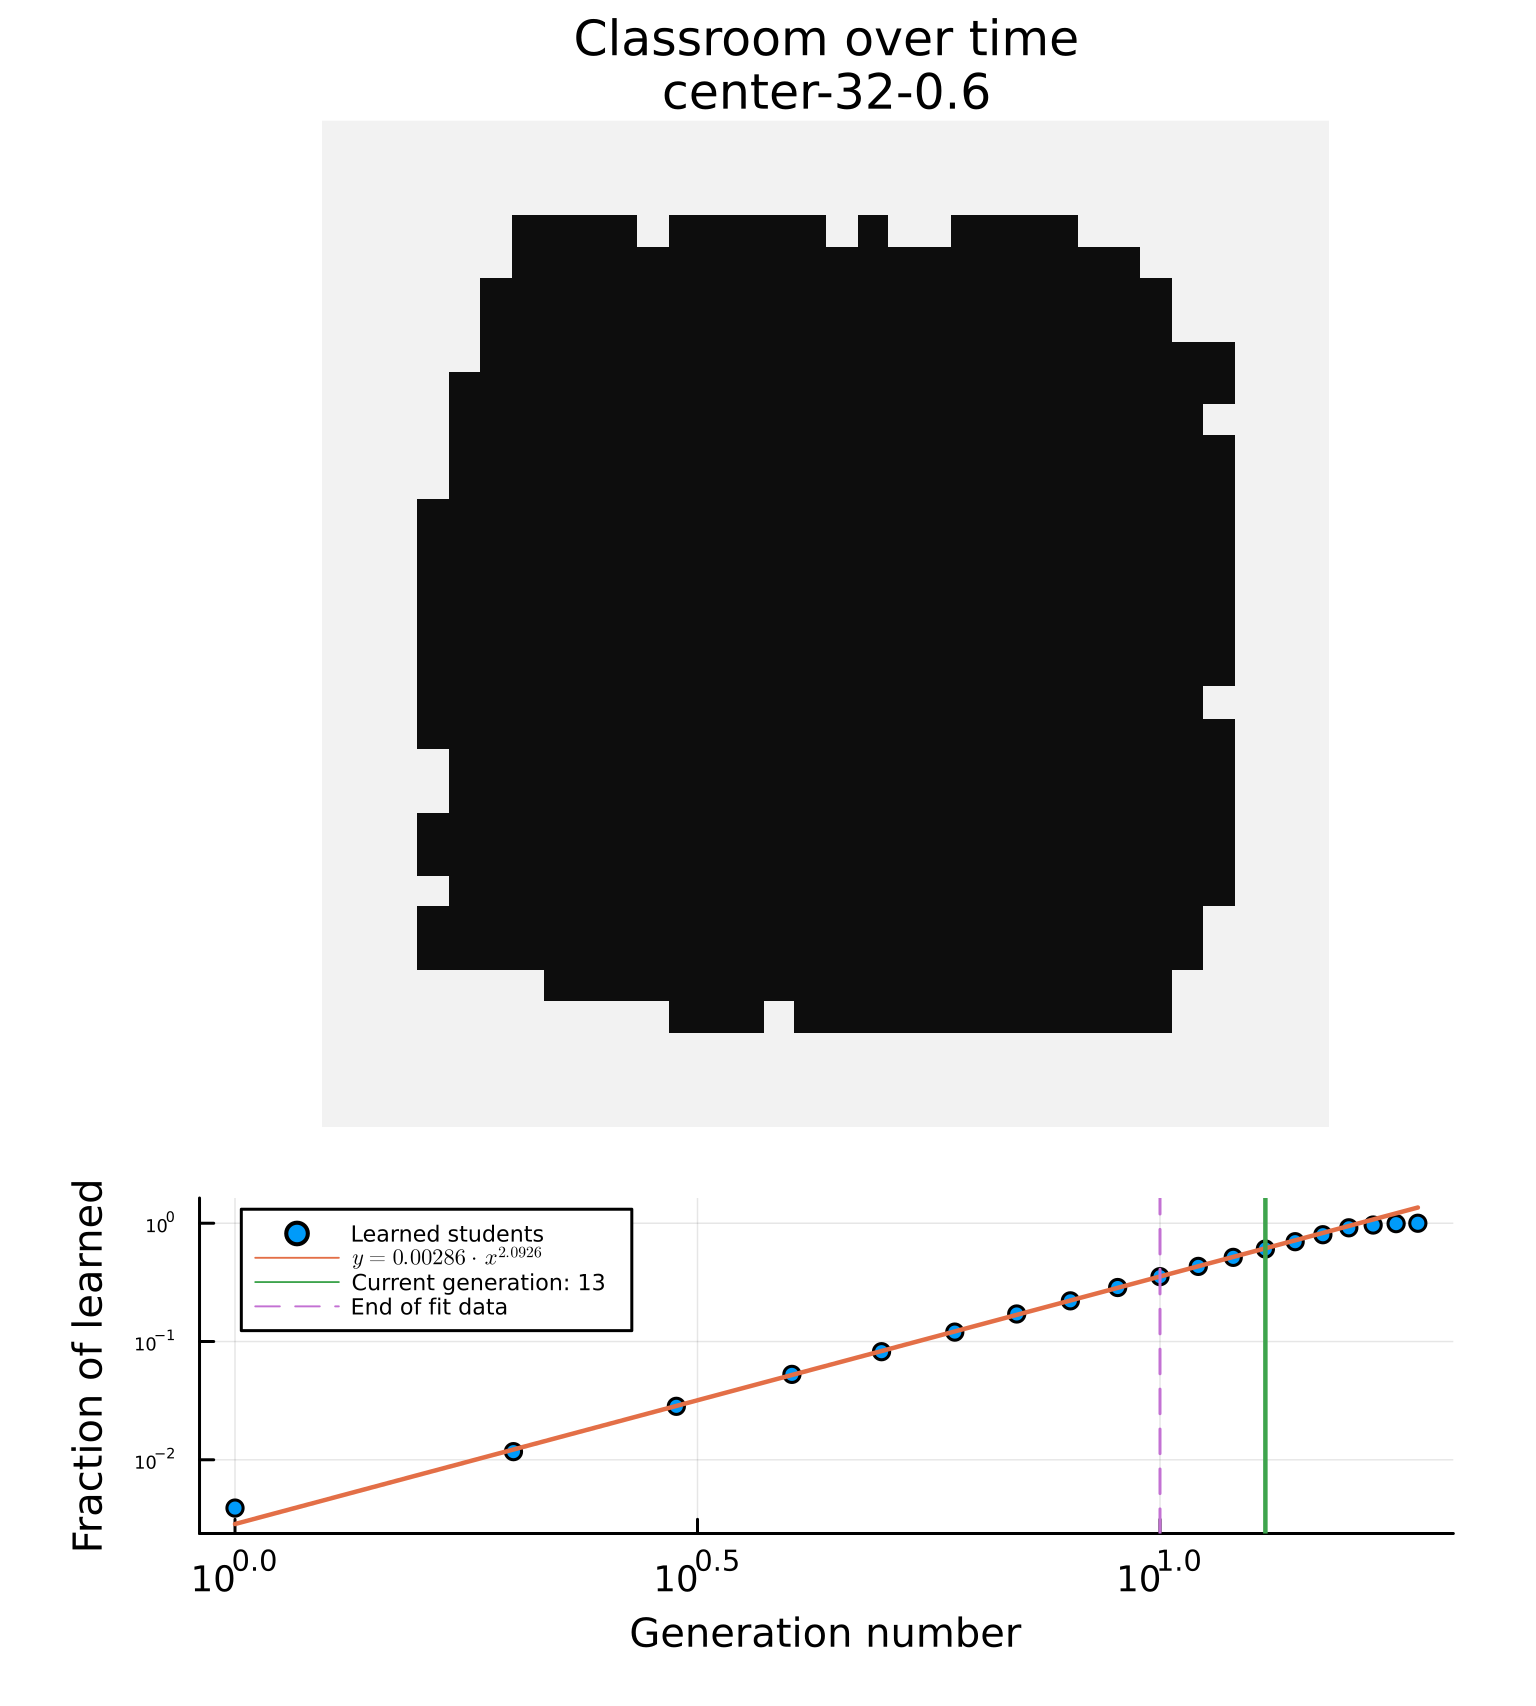 Classroom over time
center-32-0.6
Fraction of learned
10⁰
10⁻¹
10⁻²
Learned students
y = 0.00286 · x^2.0926
Current generation: 13
End of fit data
10^0.0
10^0.5
10^1.0
Generation number